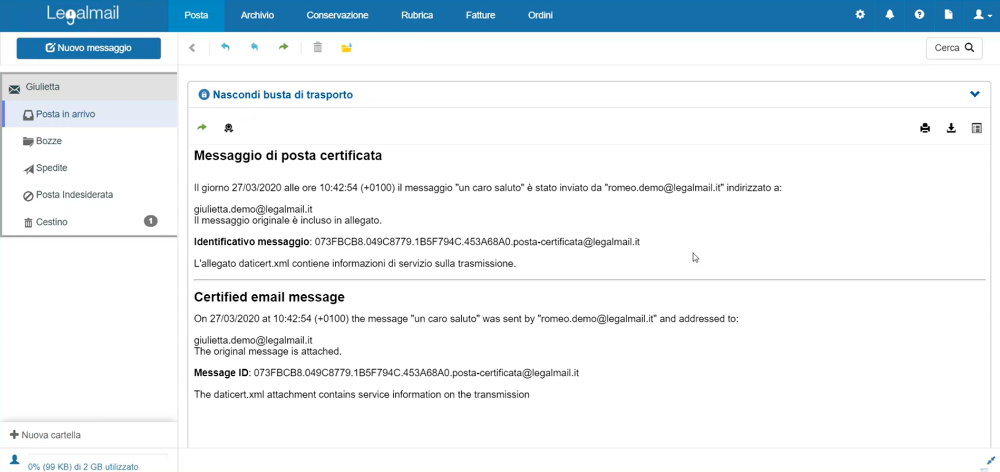 Legalmail
Posta
Archivio
Conservazione
Rubrica
Fatture
Ordini
Nuovo messaggio
Cerca
Giulietta
Posta in arrivo
Bozze
Spedite
Posta Indesiderata
Cestino 1
Nuova cartella
0% (99 KB) di 2 GB utilizzato
Nascondi busta di trasporto
Messaggio di posta certificata
Il giorno 27/03/2020 alle ore 10:42:54 (+0100) il messaggio "un caro saluto" è stato inviato da "romeo.demo@legalmail.it" indirizzato a:
giulietta.demo@legalmail.it
Il messaggio originale è incluso in allegato.
Identificativo messaggio: 073FBCB8.049C8779.1B5F794C.453A68A0.posta-certificata@legalmail.it
L'allegato daticert.xml contiene informazioni di servizio sulla trasmissione.
Certified email message
On 27/03/2020 at 10:42:54 (+0100) the message "un caro saluto" was sent by "romeo.demo@legalmail.it" and addressed to:
giulietta.demo@legalmail.it
The original message is attached.
Message ID: 073FBCB8.049C8779.1B5F794C.453A68A0.posta-certificata@legalmail.it
The daticert.xml attachment contains service information on the transmission